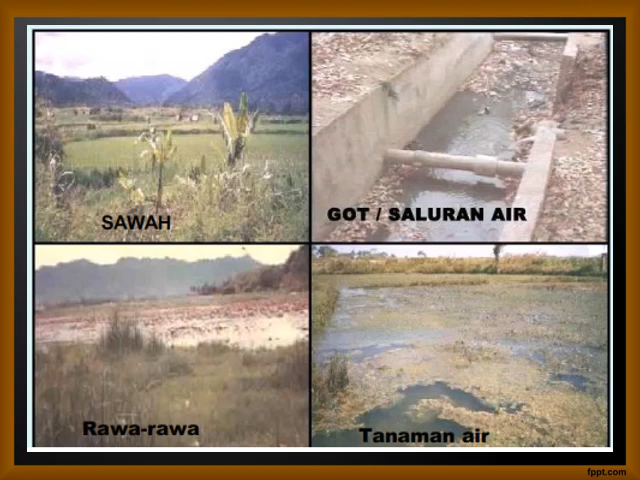 SAWAH
GOT / SALURAN AIR
Rawa-rawa
Tanaman air
fppt.com